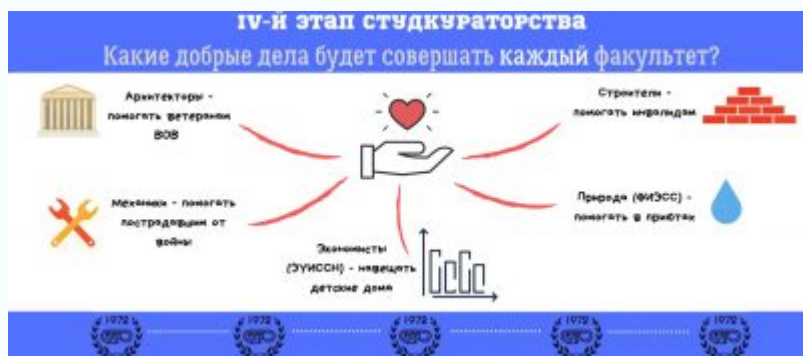 IV-й этап студкураторства
Какие добрые дела будет совершать каждый факультет?
Архитекторы -
помогать ветеранам
ВОВ
Строители -
помогать инвалидам
Механики - помогать
пострадавшим от
войны
Природа (ФИЭСС) -
помогать в приютах
Экономисты
(ЭУИССН) - навещать
детские дома
1972
1972
1972
1972
1972